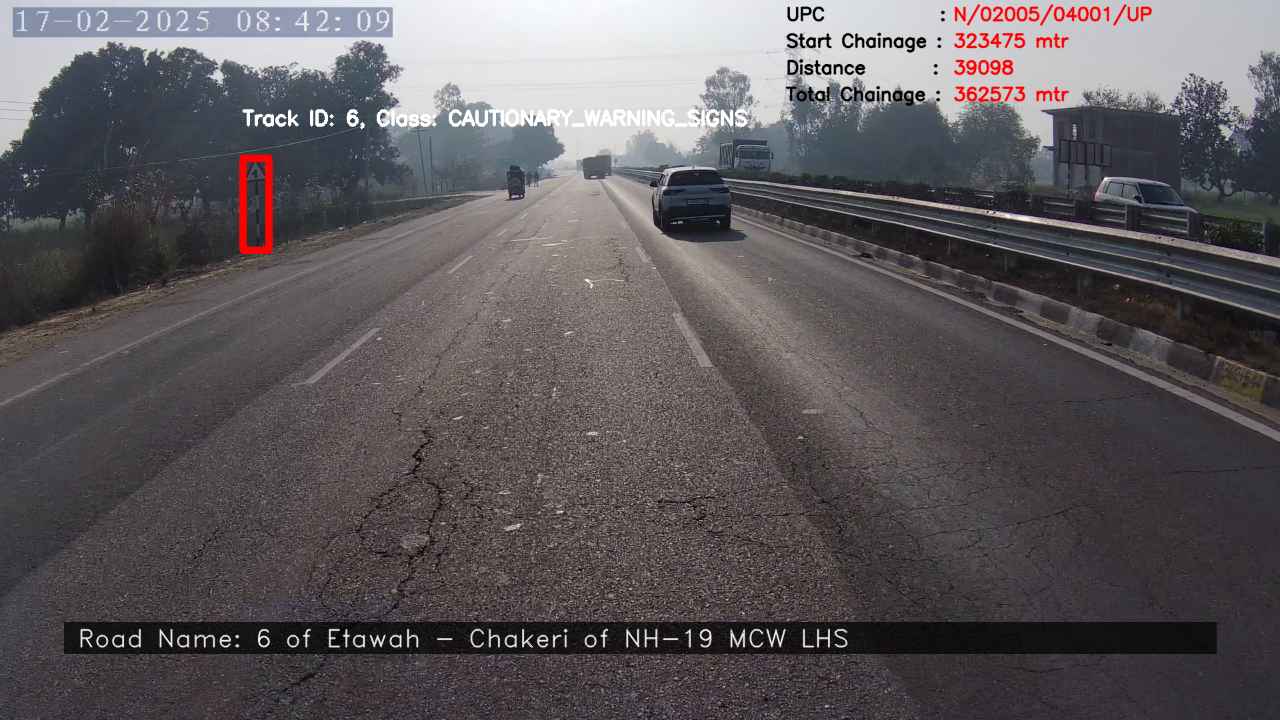 17-02-2025 08:42:09
UPC : N/02005/04001/UP
Start Chainage : 323475 mtr
Distance : 39098
Total Chainage : 362573 mtr
Track ID: 6, Class: CAUTIONARY_WARNING_SIGNS
Road Name: 6 of Etawah - Chakeri of NH-19 MCW LHS